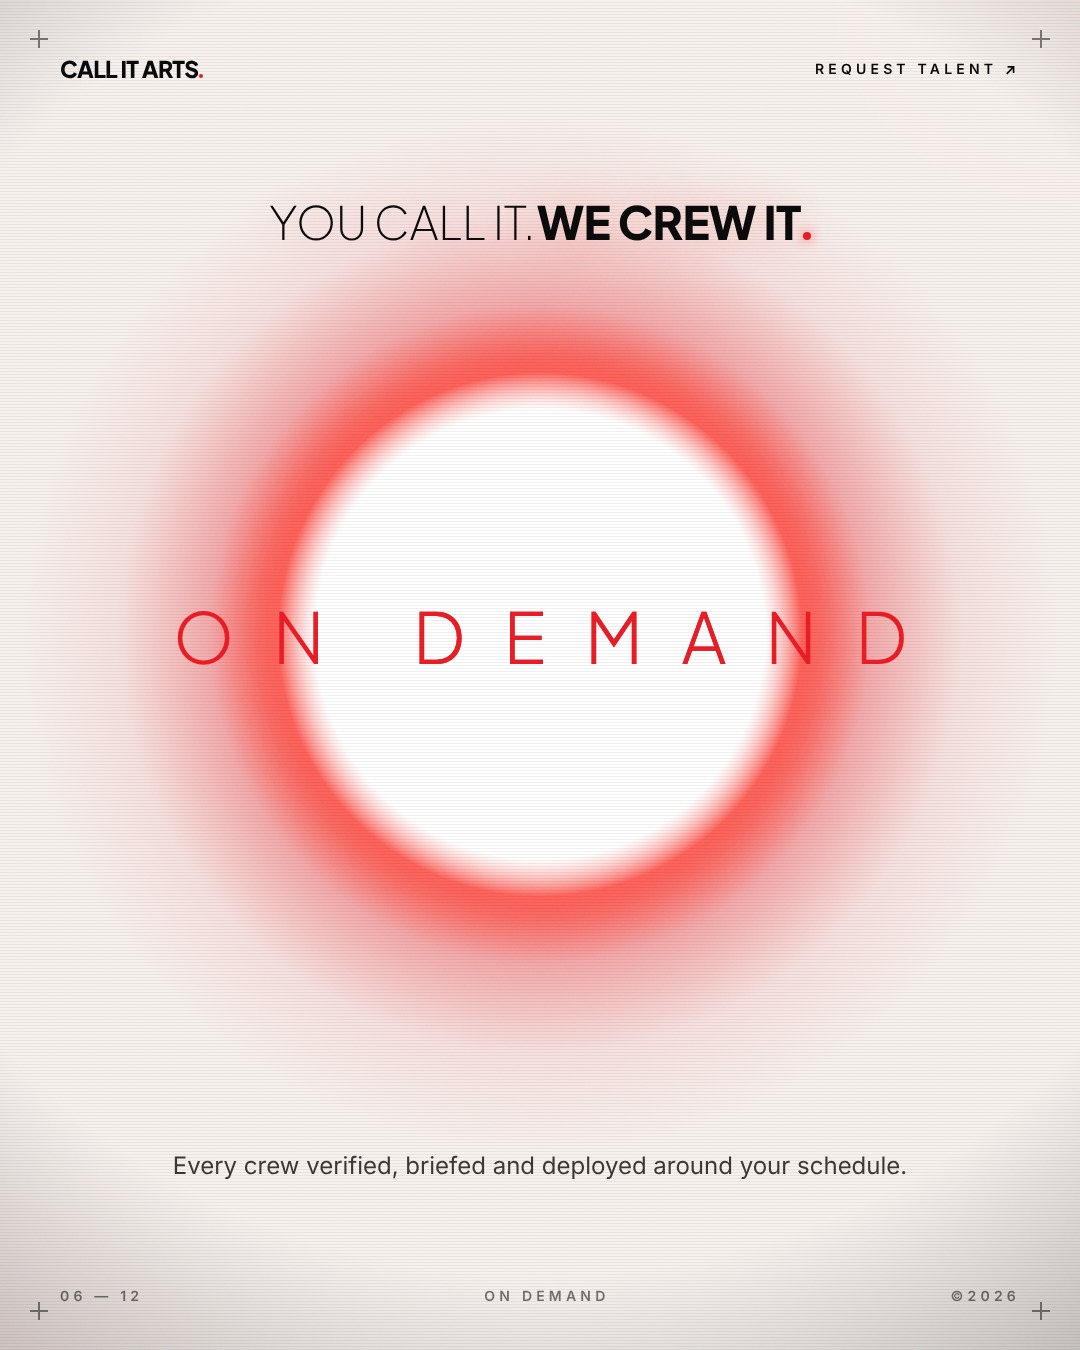 CALL IT ARTS.
REQUEST TALENT ↗
YOU CALL IT. WE CREW IT.
ON DEMAND
Every crew verified, briefed and deployed around your schedule.
06 — 12
ON DEMAND
©2026